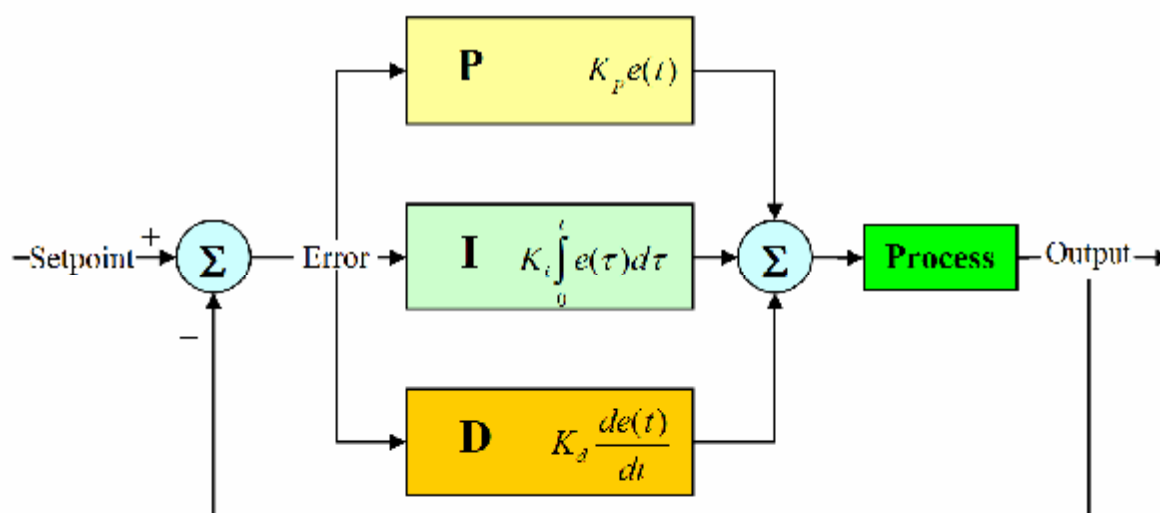 P K_p e(t)
Setpoint + Σ Error I K_i ∫_0^t e(τ)dτ Σ Process Output
−
D K_d de(t)/dt